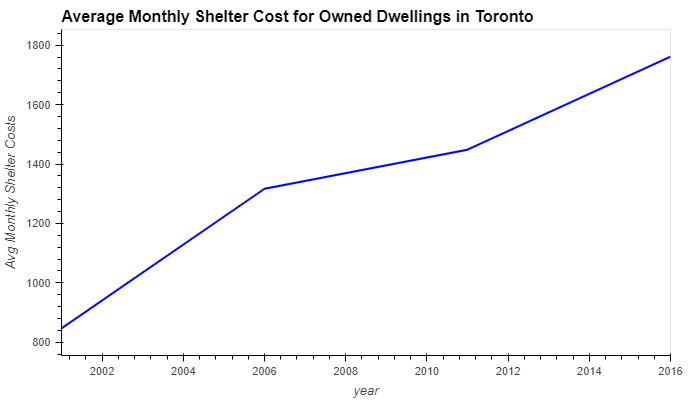 Average Monthly Shelter Cost for Owned Dwellings in Toronto
Avg Monthly Shelter Costs
1800
1600
1400
1200
1000
800
2002 2004 2006 2008 2010 2012 2014 2016
year